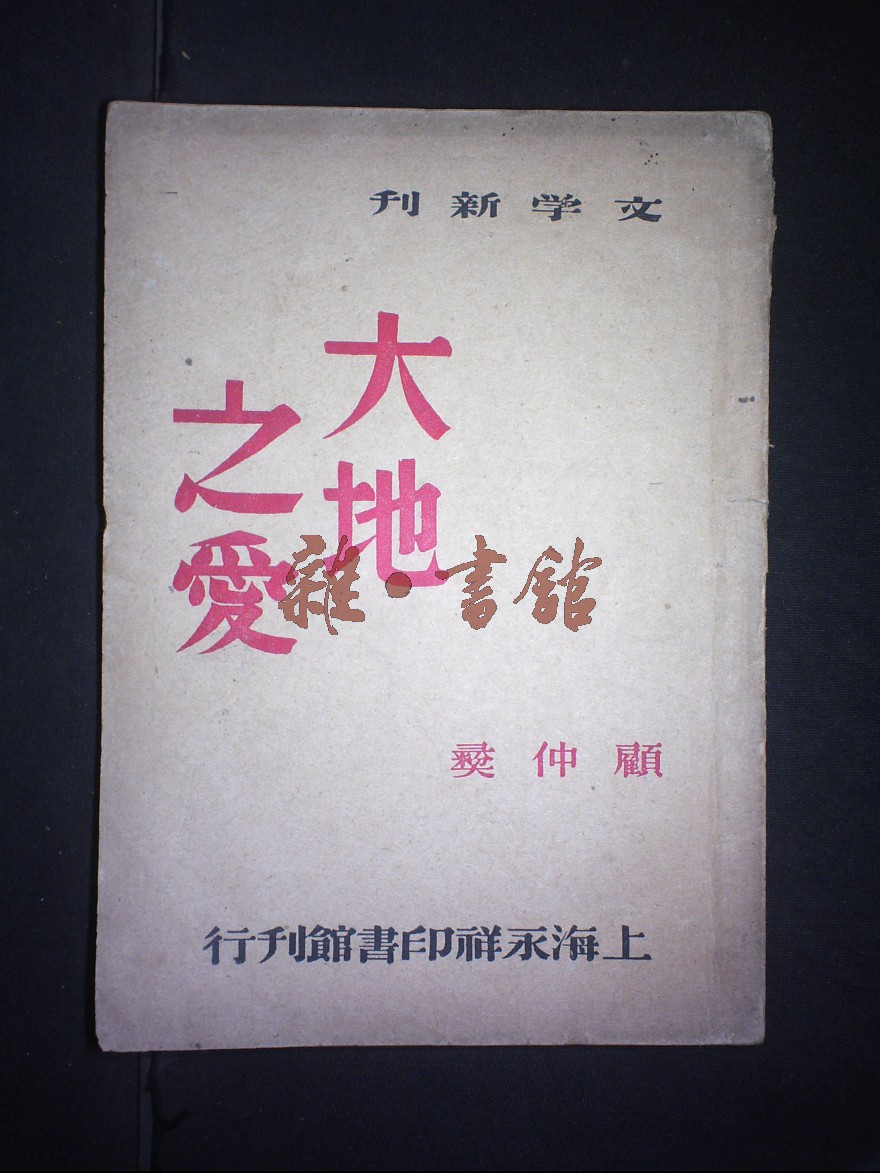 文学新刊
大地
之愛
雜·書館
顧仲彝
上海永祥印書館刊行